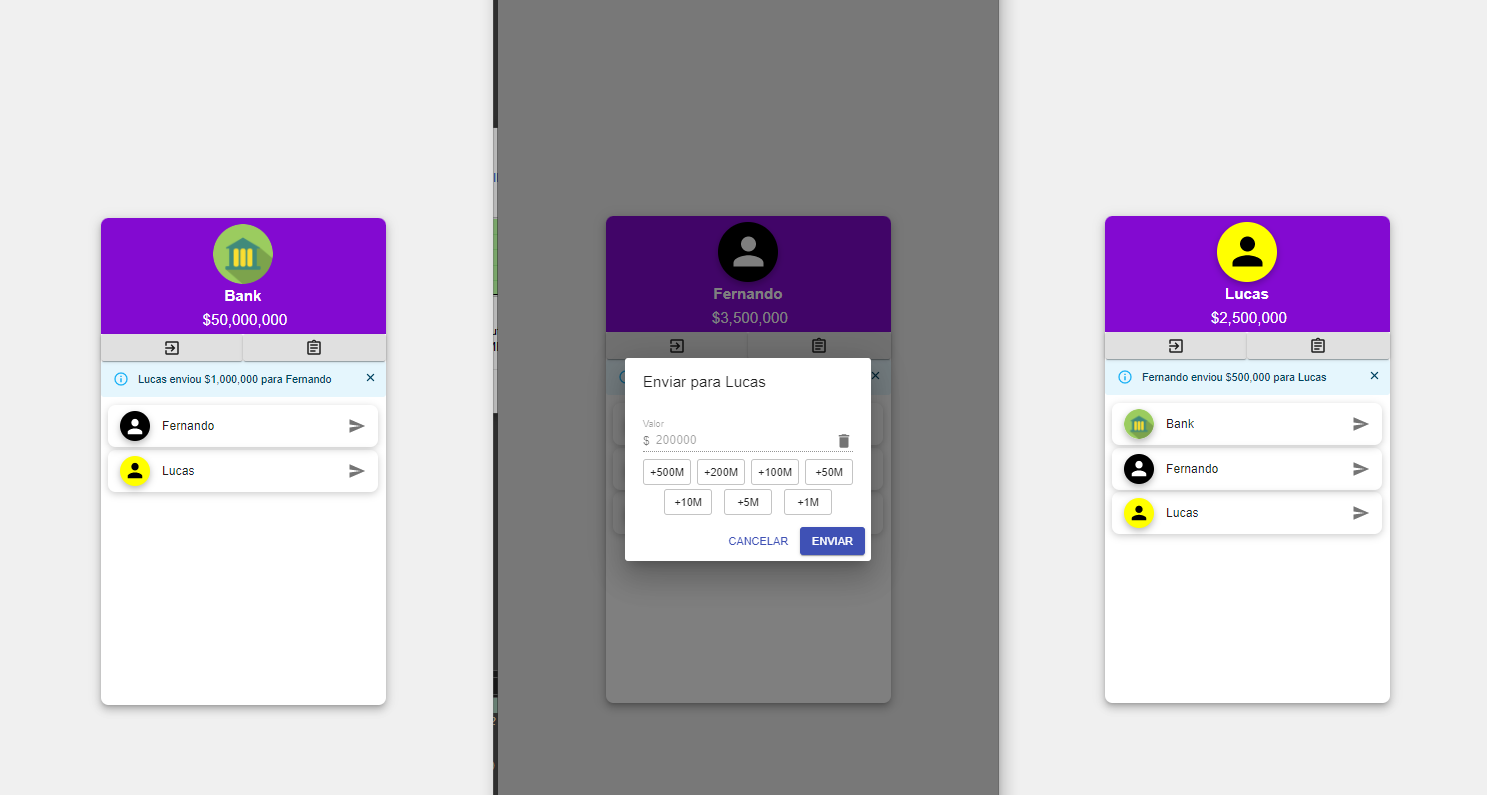 Bank
$50,000,000
Lucas enviou $1,000,000 para Fernando
Fernando
Lucas
Fernando
$3,500,000
Enviar para Lucas
Valor
$ 200000
+500M +200M +100M +50M
+10M +5M +1M
CANCELAR ENVIAR
Lucas
$2,500,000
Fernando enviou $500,000 para Lucas
Bank
Fernando
Lucas